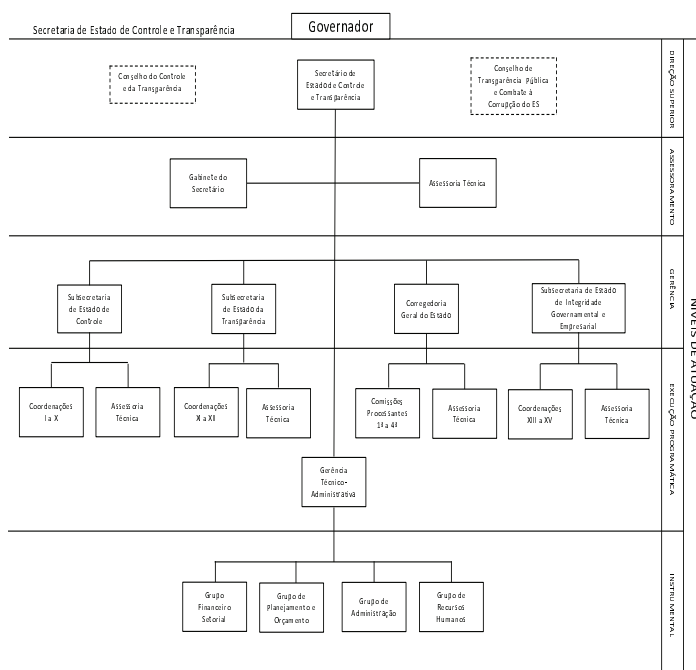 Secretaria de Estado de Controle e Transparência
Governador
Conselho do Controle
e da Transparência
Secretário de
Estado de Controle
e Transparência
Conselho de
Transparência Pública
e Combate à
Corrupção do ES
DIREÇÃO SUPERIOR
Gabinete do
Secretário
Assessoria Técnica
ASSESSORAMENTO
Subsecretaria
de Estado de
Controle
Subsecretaria
de Estado da
Transparência
Corregedoria
Geral do Estado
Subsecretaria de Estado
de Integridade
Governamental e
Empresarial
GERÊNCIA
NÍVEIS DE ATUAÇÃO
Coordenações
I a X
Assessoria
Técnica
Coordenações
XI a XII
Assessoria
Técnica
Comissões
Processantes
1ª a 4ª
Assessoria
Técnica
Coordenações
XIII a XV
Assessoria
Técnica
EXECUÇÃO PROGRAMÁTICA
Gerência
Técnico-
Administrativa
Grupo
Financeiro
Setorial
Grupo de
Planejamento e
Orçamento
Grupo de
Administração
Grupo de
Recursos
Humanos
INSTRUMENTAL